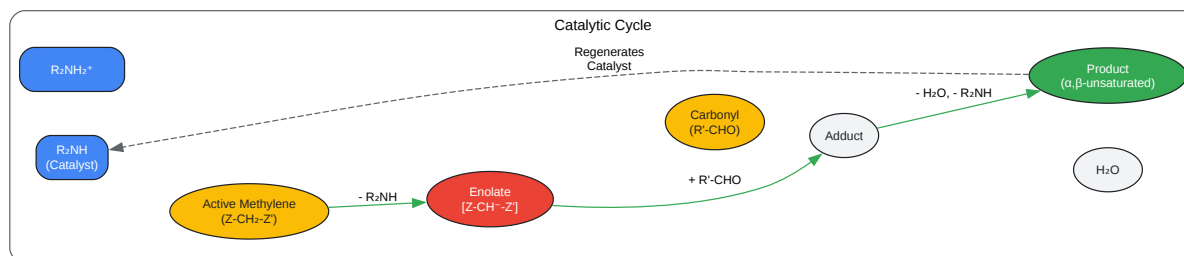 Catalytic Cycle
R₂NH₂⁺
Regenerates
Catalyst
Product
(α,β-unsaturated)
- H₂O, - R₂NH
Carbonyl
(R'-CHO)
Adduct
R₂NH
(Catalyst)
H₂O
+ R'-CHO
Active Methylene
(Z-CH₂-Z')
- R₂NH
Enolate
[Z-CH⁻-Z']